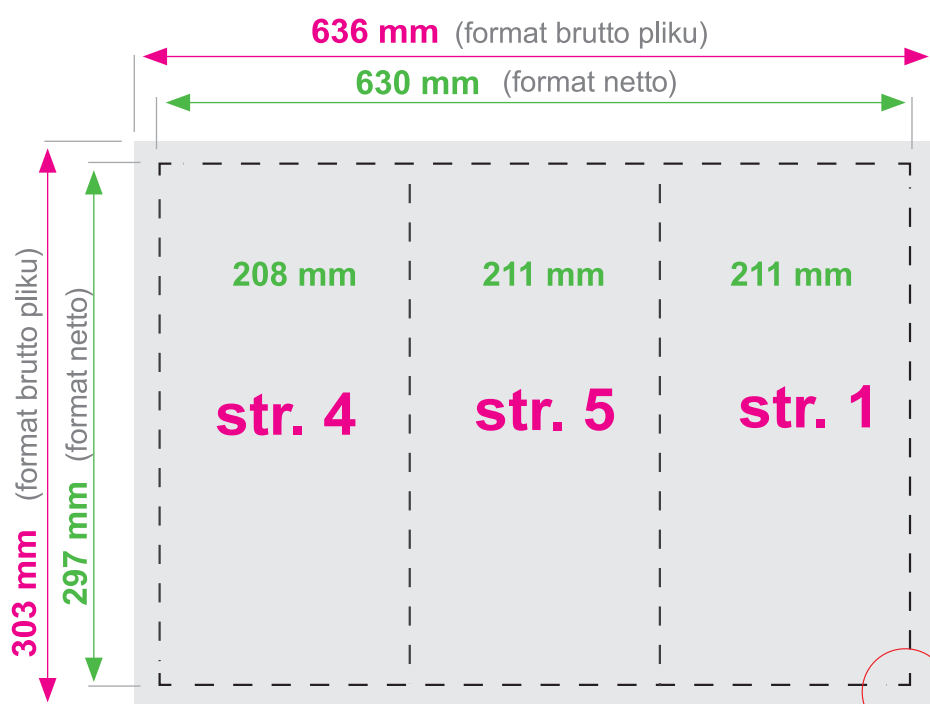 636 mm (format brutto pliku)
630 mm (format netto)
303 mm (format brutto pliku)
297 mm (format netto)
208 mm
211 mm
211 mm
str. 4
str. 5
str. 1